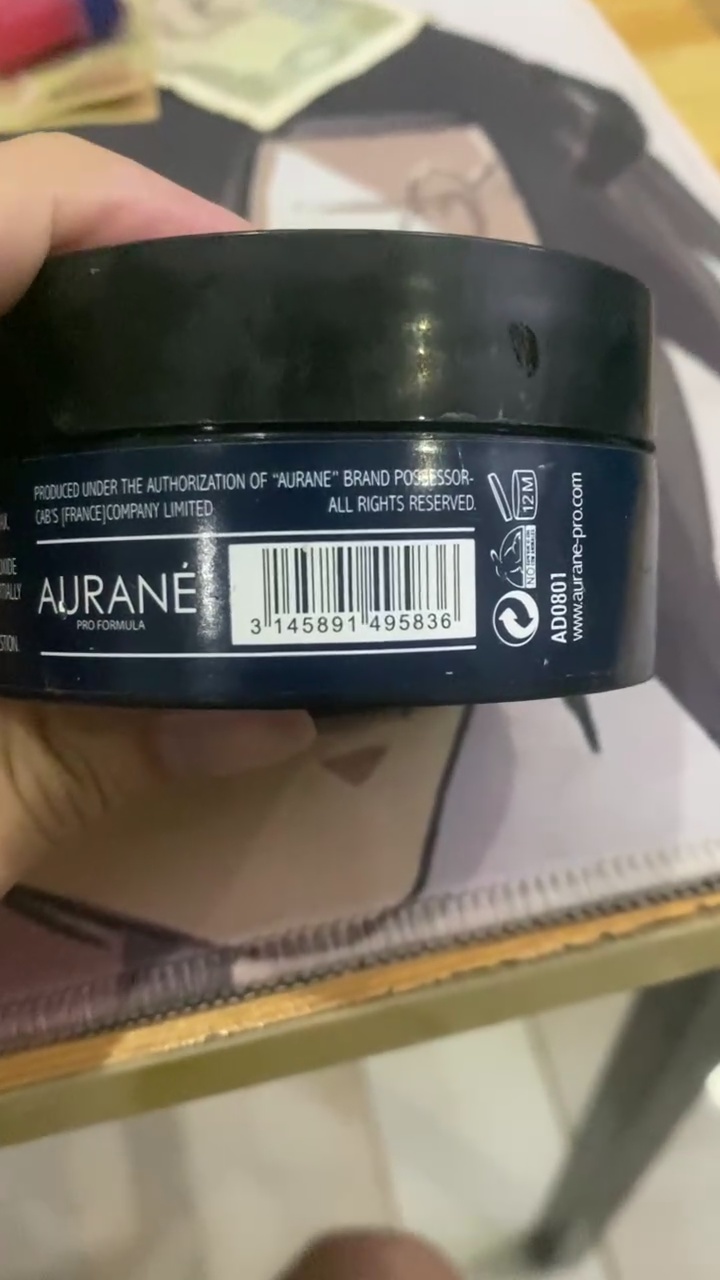 PRODUCED UNDER THE AUTHORIZATION OF "AURANE" BRAND POSSESSOR-
CAB'S [FRANCE]COMPANY LIMITED ALL RIGHTS RESERVED.
AURANÉ
PRO FORMULA
3 145891 495836
12 M
AD0801
www.aurane-pro.com